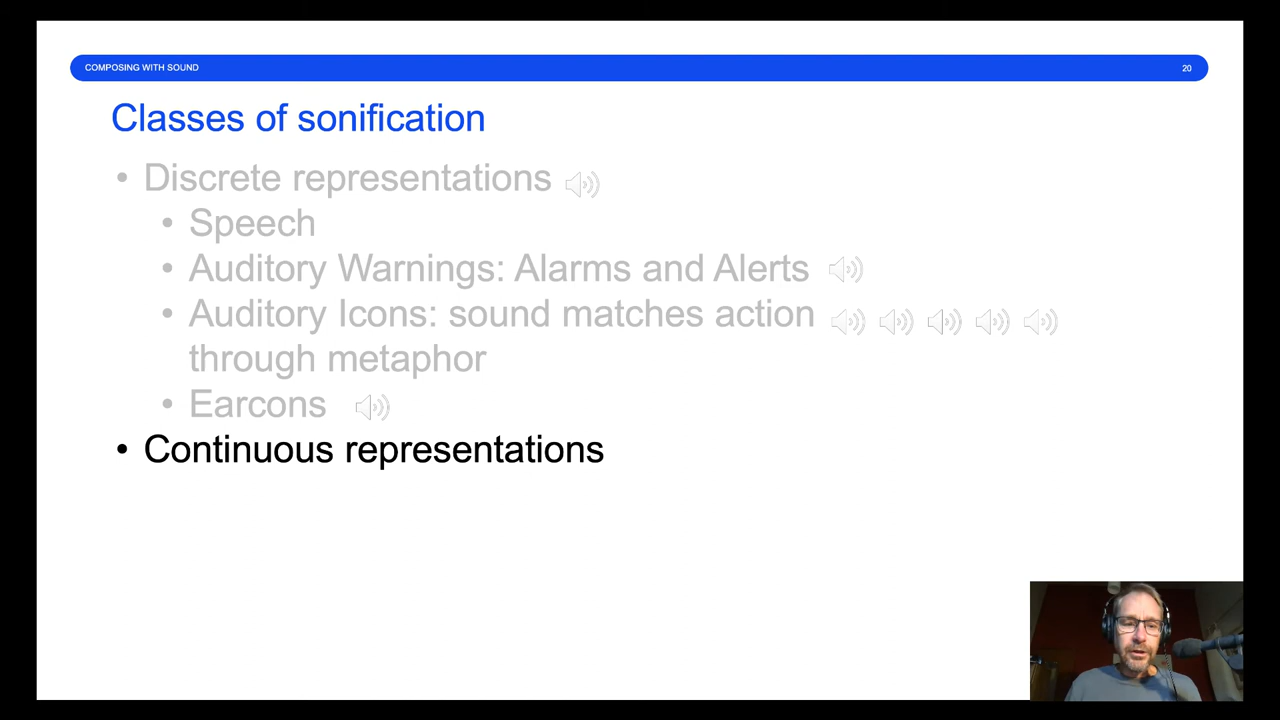 COMPOSING WITH SOUND 20
Classes of sonification
• Discrete representations
• Speech
• Auditory Warnings: Alarms and Alerts
• Auditory Icons: sound matches action
through metaphor
• Earcons
• Continuous representations